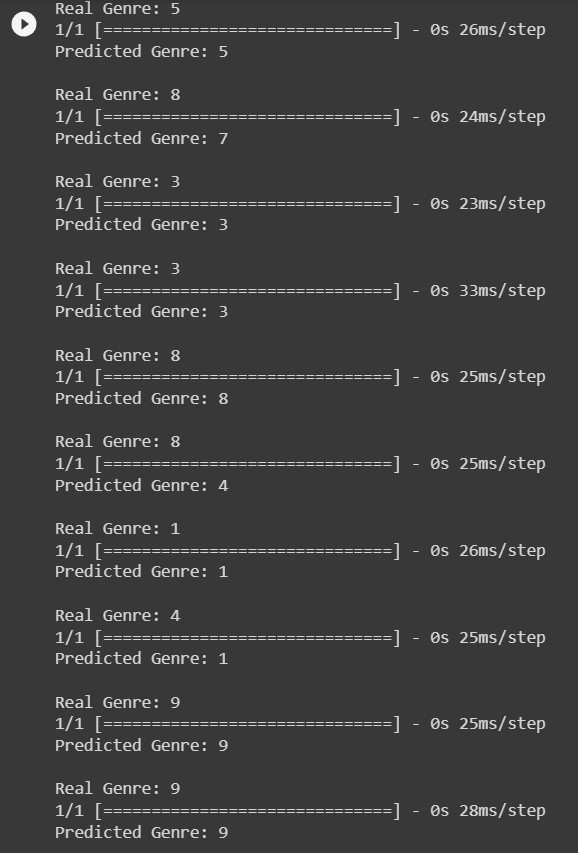 Real Genre: 5
1/1 [==============================] - 0s 26ms/step
Predicted Genre: 5
Real Genre: 8
1/1 [==============================] - 0s 24ms/step
Predicted Genre: 7
Real Genre: 3
1/1 [==============================] - 0s 23ms/step
Predicted Genre: 3
Real Genre: 3
1/1 [==============================] - 0s 33ms/step
Predicted Genre: 3
Real Genre: 8
1/1 [==============================] - 0s 25ms/step
Predicted Genre: 8
Real Genre: 8
1/1 [==============================] - 0s 25ms/step
Predicted Genre: 4
Real Genre: 1
1/1 [==============================] - 0s 26ms/step
Predicted Genre: 1
Real Genre: 4
1/1 [==============================] - 0s 25ms/step
Predicted Genre: 1
Real Genre: 9
1/1 [==============================] - 0s 25ms/step
Predicted Genre: 9
Real Genre: 9
1/1 [==============================] - 0s 28ms/step
Predicted Genre: 9